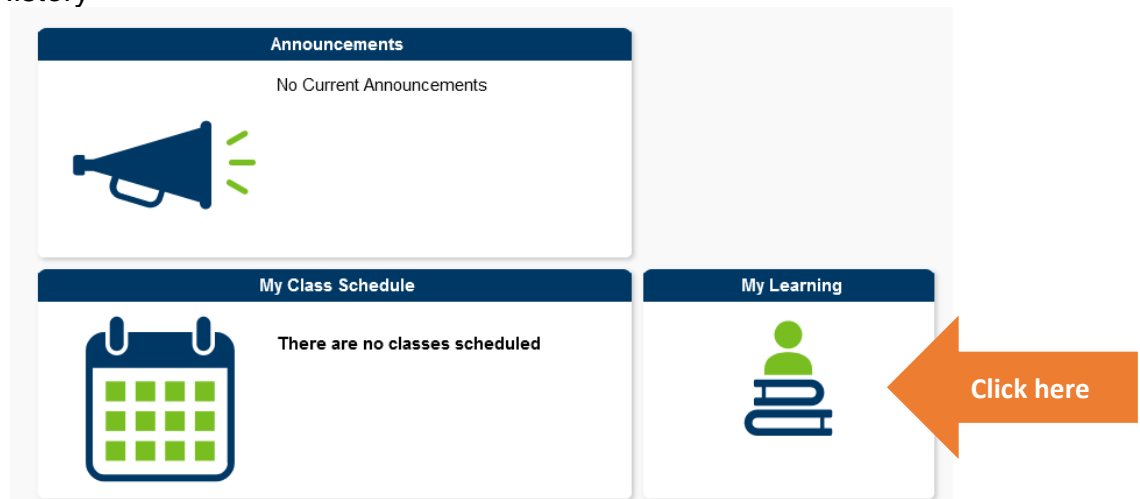 Announcements
No Current Announcements
My Class Schedule
My Learning
There are no classes scheduled
Click here